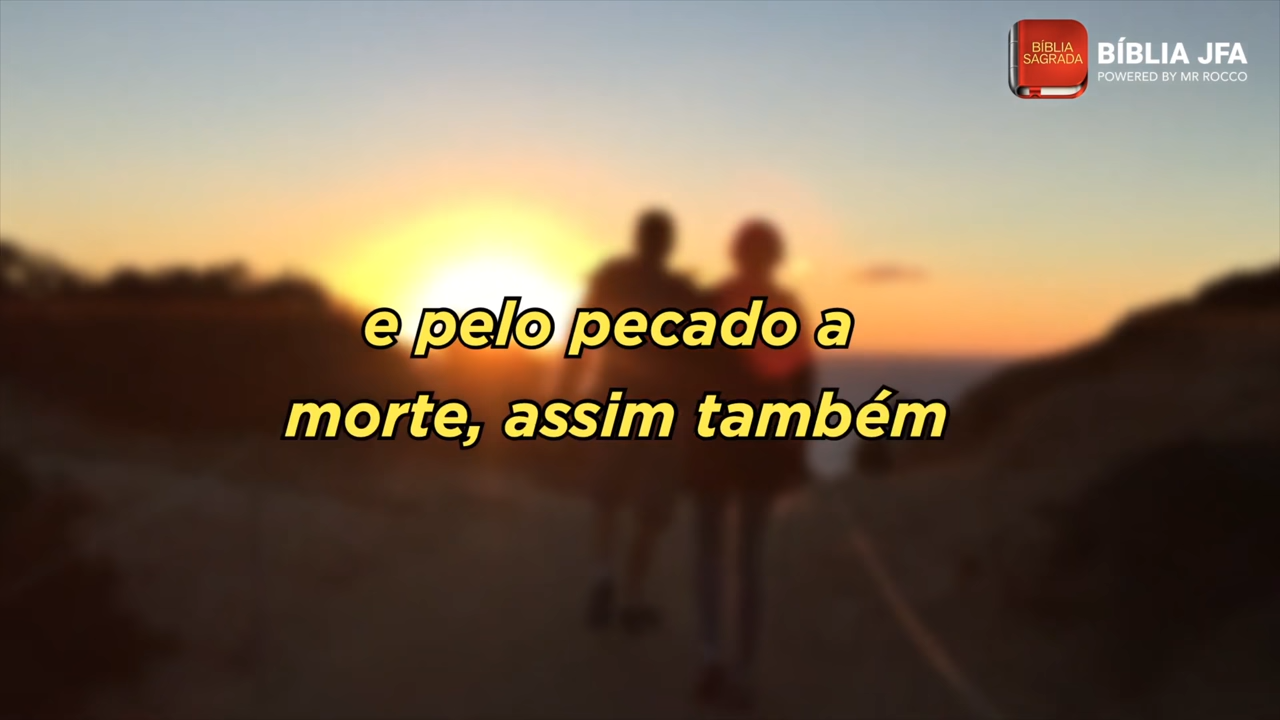 BÍBLIA
SAGRADA
BÍBLIA JFA
POWERED BY MR ROCCO
e pelo pecado a
morte, assim também